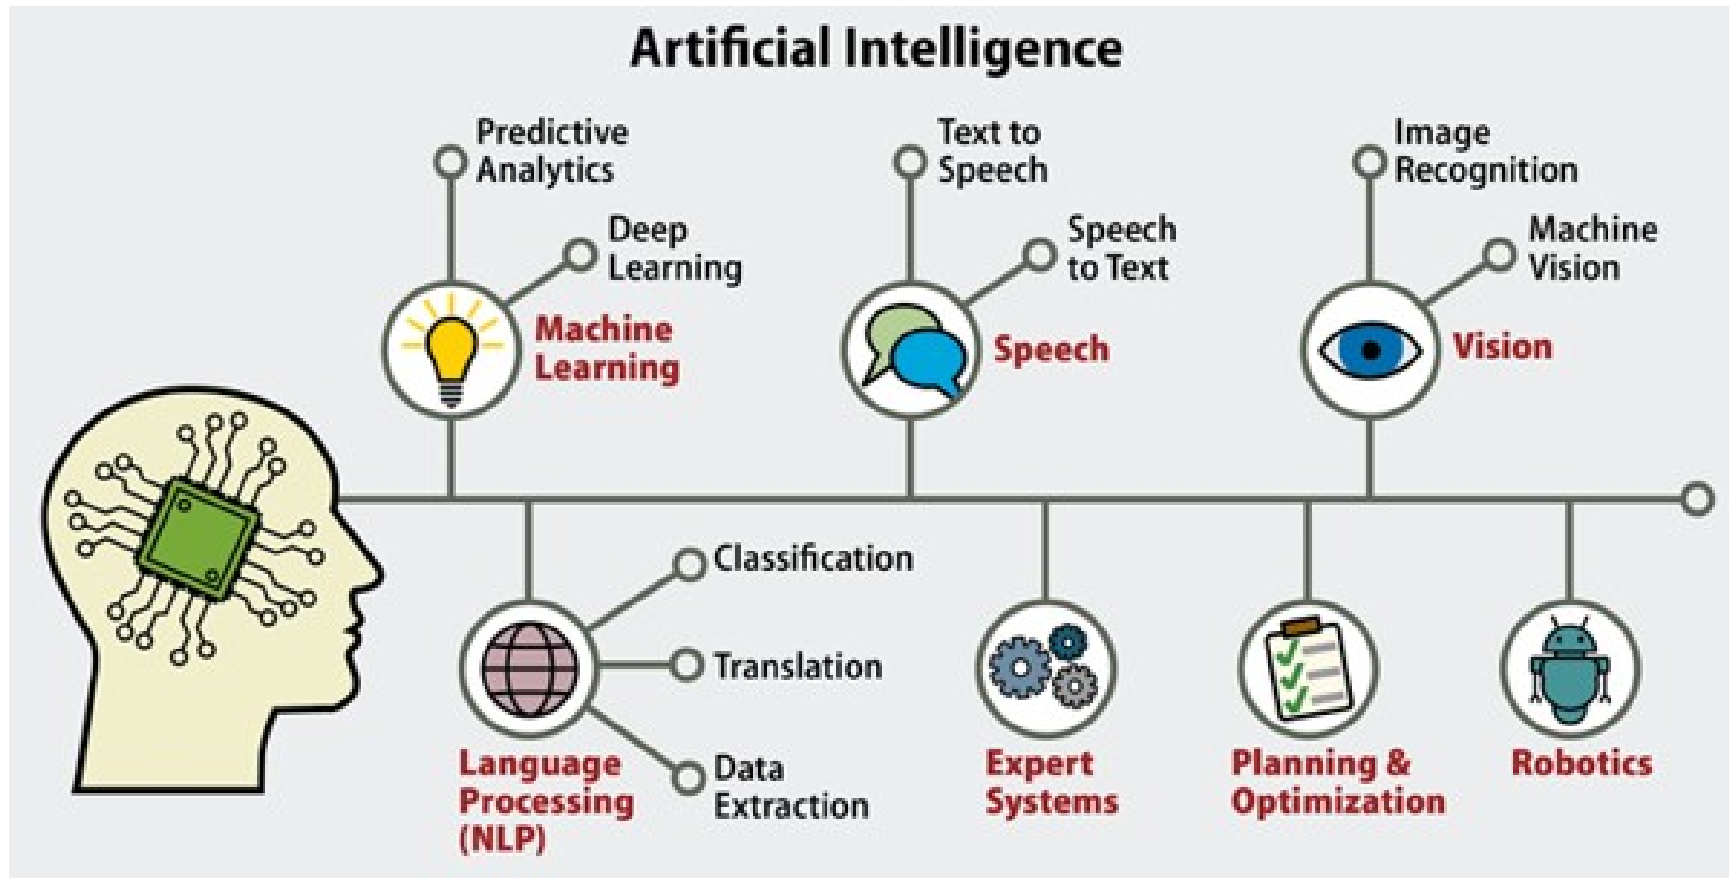 Artificial Intelligence
Predictive
Analytics
Deep
Learning
Machine
Learning
Text to
Speech
Speech
to Text
Speech
Image
Recognition
Machine
Vision
Vision
Classification
Translation
Data
Extraction
Language
Processing
(NLP)
Expert
Systems
Planning &
Optimization
Robotics